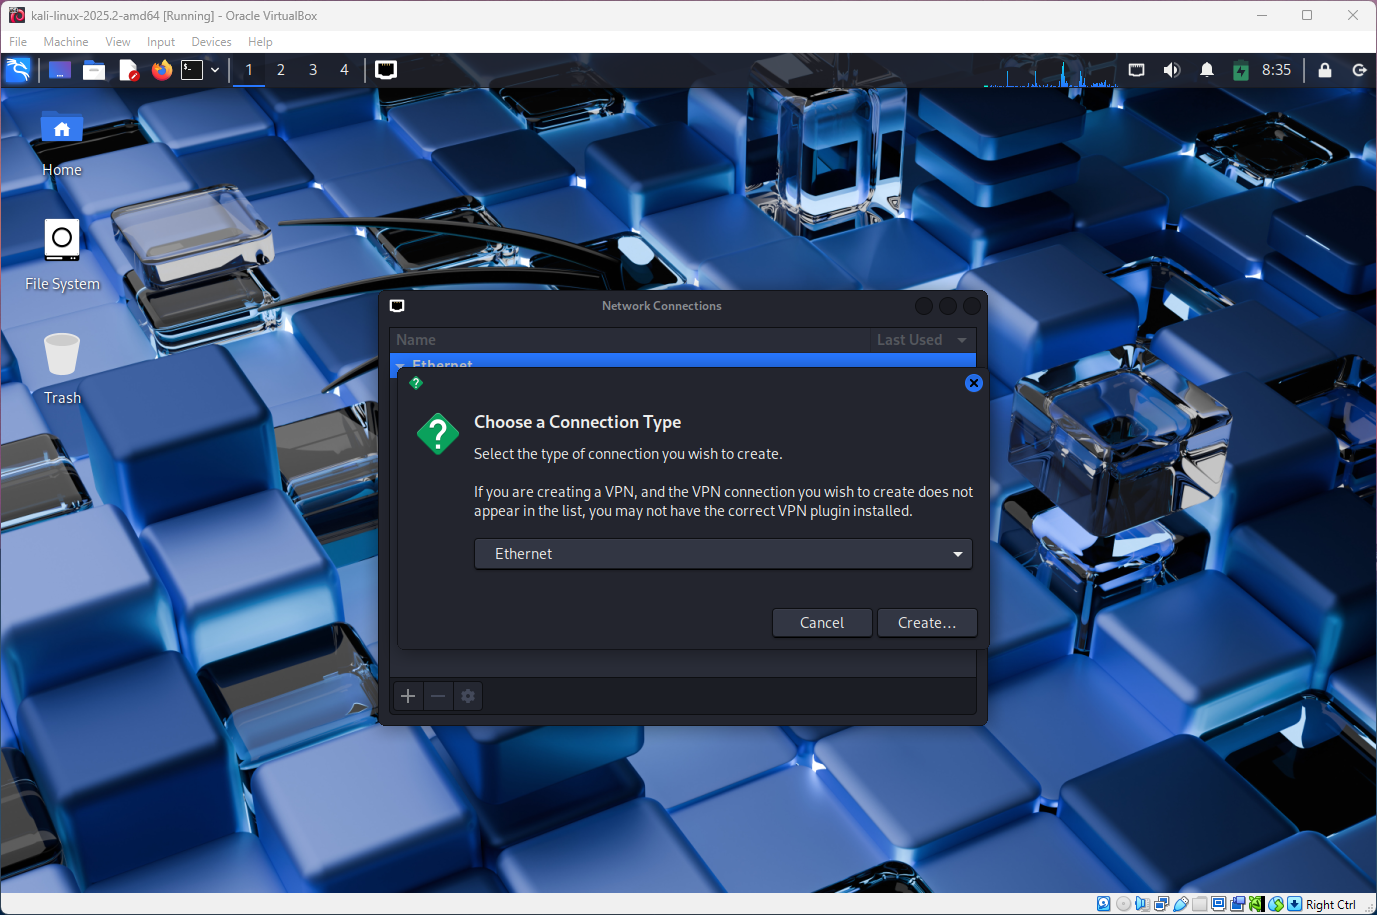 kali-linux-2025.2-amd64 [Running] - Oracle VirtualBox
File Machine View Input Devices Help
1 2 3 4
8:35
Home
File System
Trash
Network Connections
Name Last Used
Ethernet
Choose a Connection Type
Select the type of connection you wish to create.
If you are creating a VPN, and the VPN connection you wish to create does not
appear in the list, you may not have the correct VPN plugin installed.
Ethernet
Cancel Create…
Right Ctrl